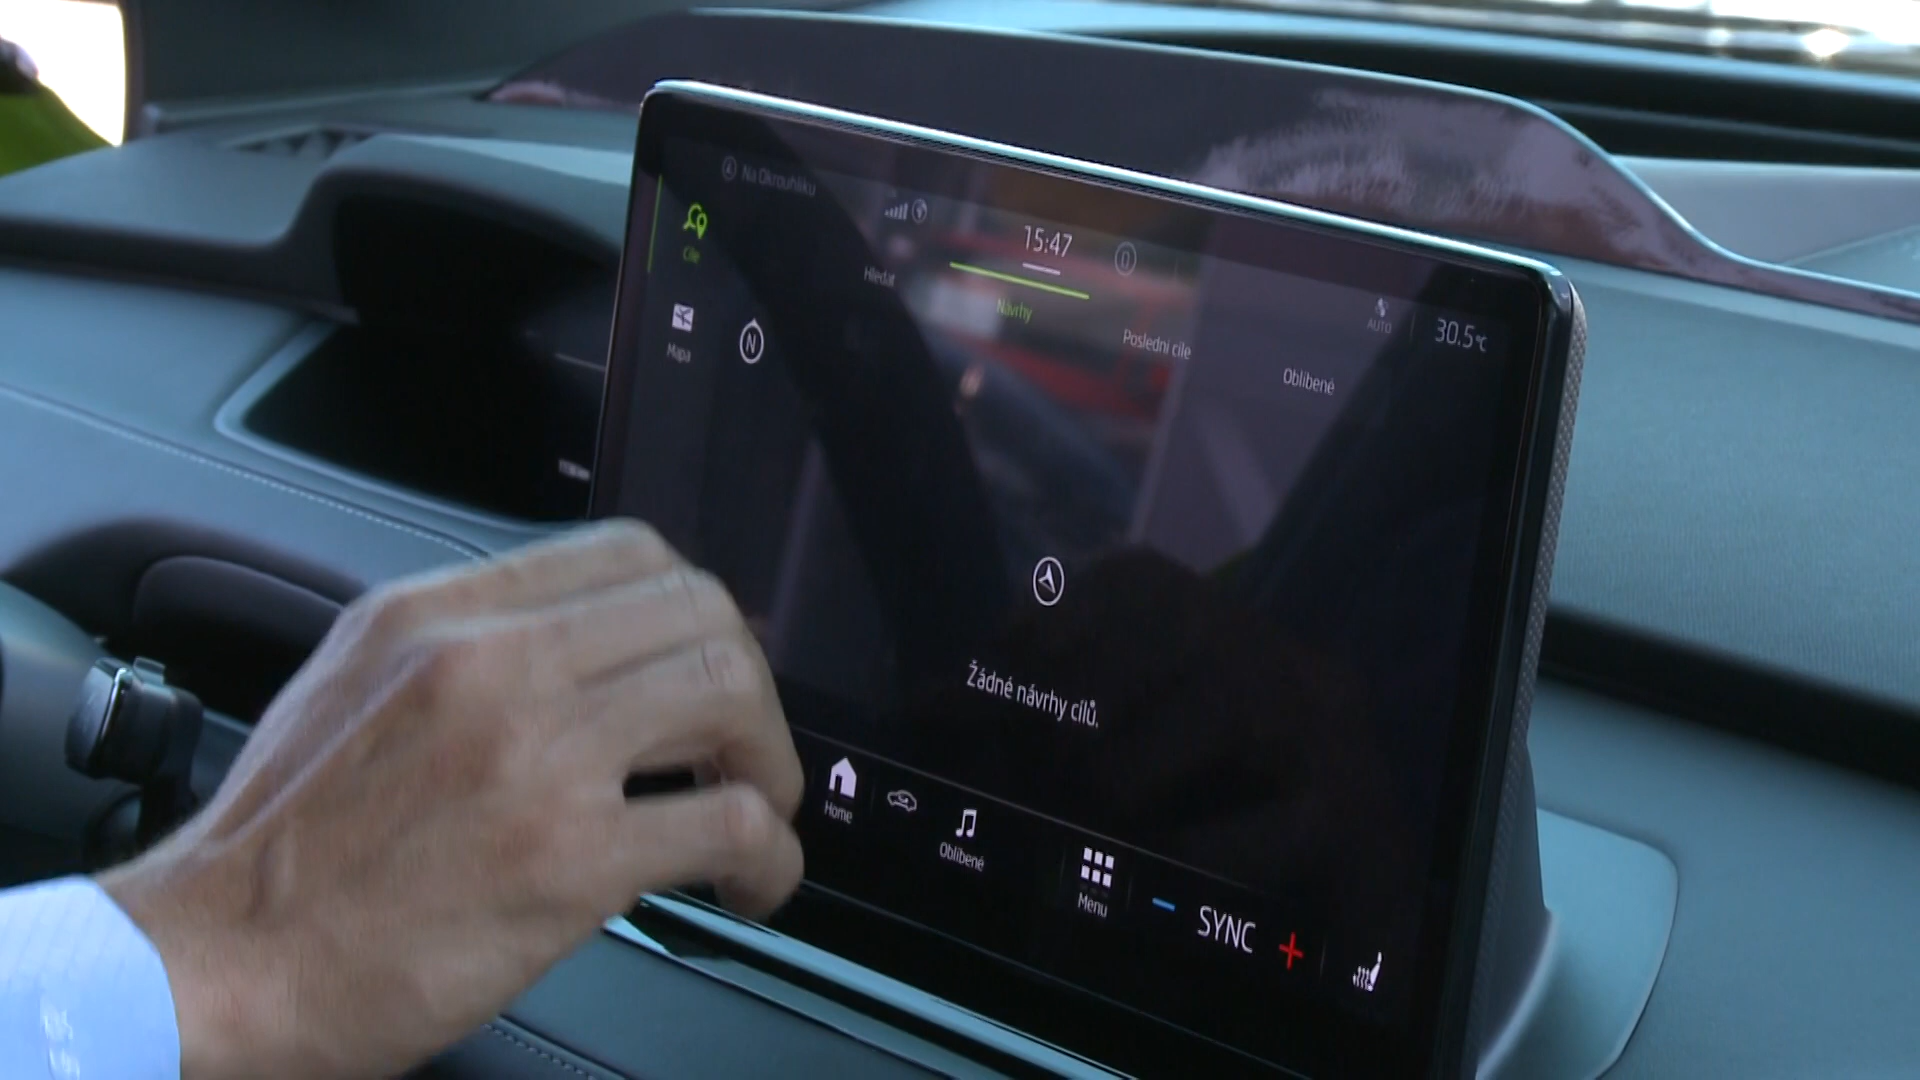 Na Okrouhlíku
15:47
AUTO
30.5°C
Cíle
Hledat
Návrhy
Poslední cíle
Oblíbené
Mapa
N
Žádné návrhy cílů.
Home
Oblíbené
Menu
SYNC